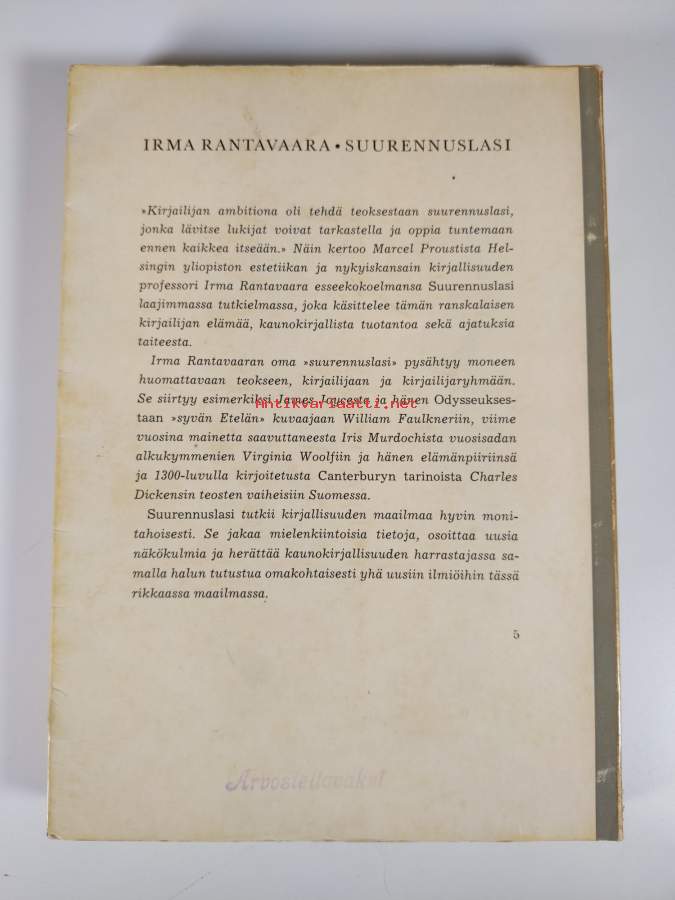 IRMA RANTAVAARA • SUURENNUSLASI
»Kirjailijan ambitiona oli tehdä teoksestaan suurennuslasi,
jonka lävitse lukijat voivat tarkastella ja oppia tuntemaan
ennen kaikkea itseään.» Näin kertoo Marcel Proustista Hel-
singin yliopiston estetiikan ja nykyiskansain kirjallisuuden
professori Irma Rantavaara esseekokoelmansa Suurennuslasi
laajimmassa tutkielmassa, joka käsittelee tämän ranskalaisen
kirjailijan elämää, kaunokirjallista tuotantoa sekä ajatuksia
taiteesta.
Irma Rantavaaran oma »suurennuslasi» pysähtyy moneen
huomattavaan teokseen, kirjailijaan ja kirjailijaryhmään.
Se siirtyy esimerkiksi James Joycesta ja hänen Odysseukses-
Antikvariaatti.net
taan »syvän Etelän» kuvaajaan William Faulkneriin, viime
vuosina mainetta saavuttaneesta Iris Murdochista vuosisadan
alkukymmenien Virginia Woolfiin ja hänen elämänpiiriinsä
ja 1300-luvulla kirjoitetusta Canterburyn tarinoista Charles
Dickensin teosten vaiheisiin Suomessa.
Suurennuslasi tutkii kirjallisuuden maailmaa hyvin moni-
tahoisesti. Se jakaa mielenkiintoisia tietoja, osoittaa uusia
näkökulmia ja herättää kaunokirjallisuuden harrastajassa sa-
malla halun tutustua omakohtaisesti yhä uusiin ilmiöihin tässä
rikkaassa maailmassa.
5
Arvosteltavaksi